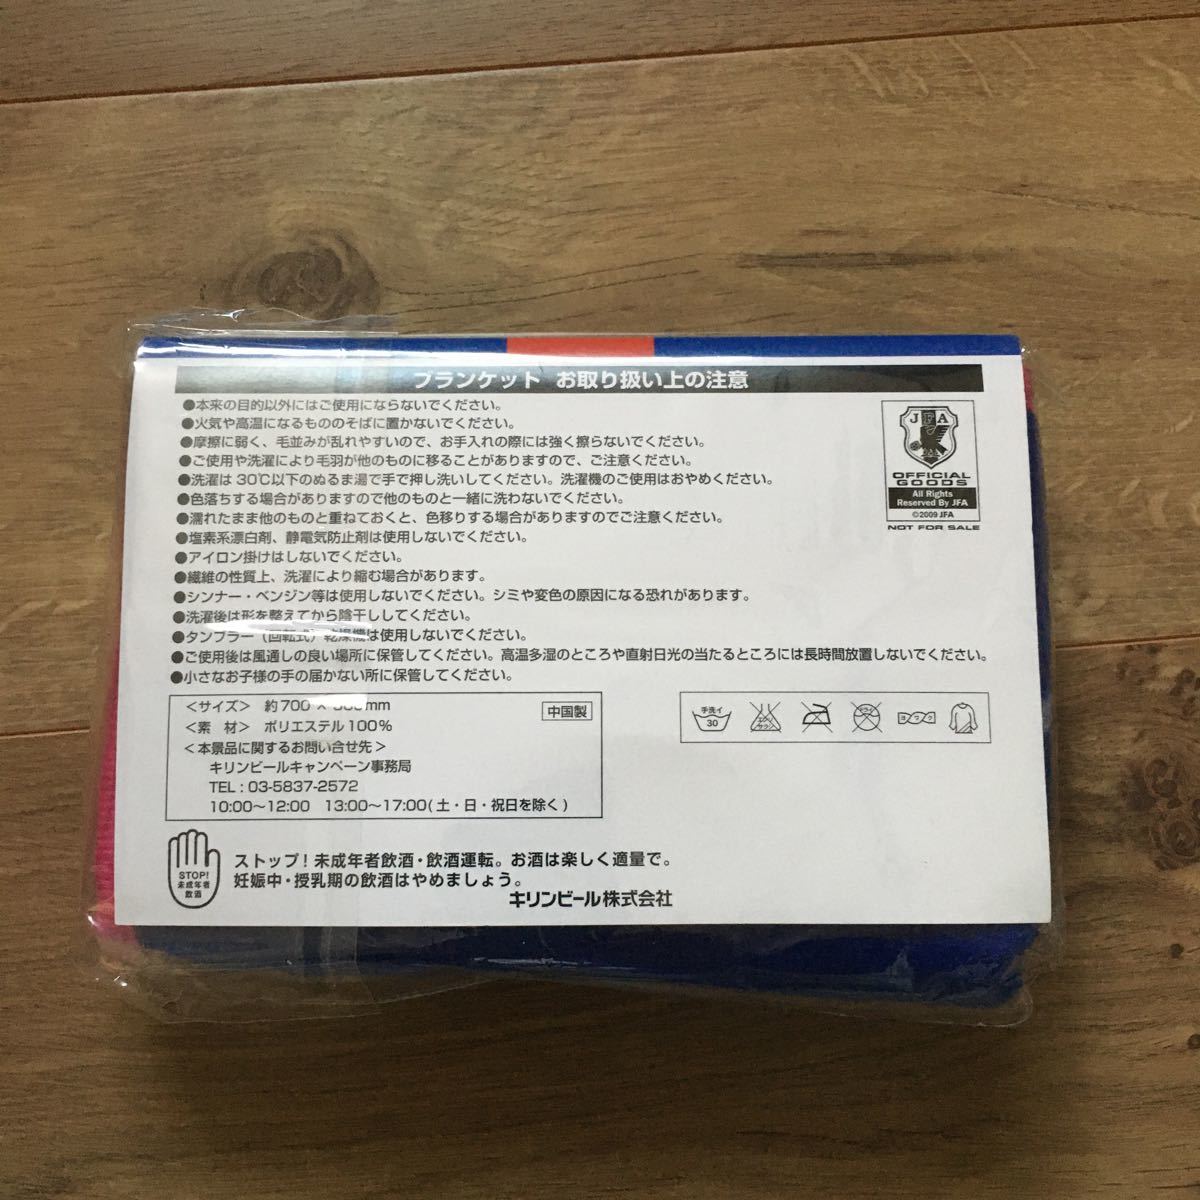 ブランケット お取り扱い上の注意
●本来の目的以外にはご使用にならないでください。
●火気や高温になるもののそばに置かないでください。
●摩擦に弱く、毛並みが乱れやすいので、お手入れの際には強く擦らないでください。
●ご使用や洗濯により毛羽が他のものに移ることがありますので、ご注意ください。
●洗濯は30℃以下のぬるま湯で手で押し洗いしてください。洗濯機のご使用はおやめください。
●色落ちする場合がありますので他のものと一緒に洗わないでください。
●濡れたまま他のものと重ねておくと、色移りする場合がありますのでご注意ください。
●塩素系漂白剤、静電気防止剤は使用しないでください。
●アイロン掛けはしないでください。
●繊維の性質上、洗濯により縮む場合があります。
●シンナー・ベンジン等は使用しないでください。シミや変色の原因になる恐れがあります。
●洗濯後は形を整えてから陰干ししてください。
●タンブラー(回転式)乾燥機は使用しないでください。
●ご使用後は風通しの良い場所に保管してください。高温多湿のところや直射日光の当たるところには長時間放置しないでください。
●小さなお子様の手の届かない所に保管してください。
JFA
OFFICIAL
GOODS
All Rights
Reserved By JFA
©2009 JFA
NOT FOR SALE
<サイズ> 約700 × mm
中国製
<素 材> ポリエステル100%
<本景品に関するお問い合せ先>
キリンビールキャンペーン事務局
TEL:03-5837-2572
10:00~12:00 13:00~17:00(土・日・祝日を除く)
手洗イ
30
エンソサラシ
ドライ
ヨワク
STOP!
未成年者
飲酒
ストップ!未成年者飲酒・飲酒運転。お酒は楽しく適量で。
妊娠中・授乳期の飲酒はやめましょう。
キリンビール株式会社